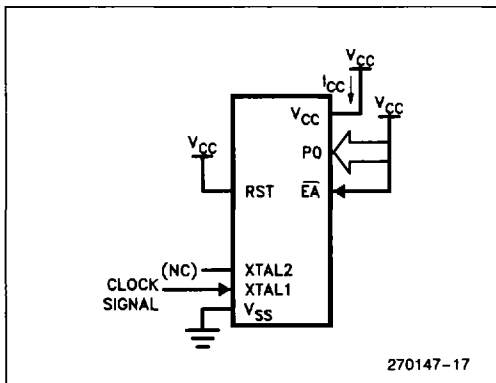 VCC
ICC
VCC
VCC
P0
VCC
RST
EA
(NC)
XTAL2
CLOCK
SIGNAL
XTAL1
VSS
270147-17